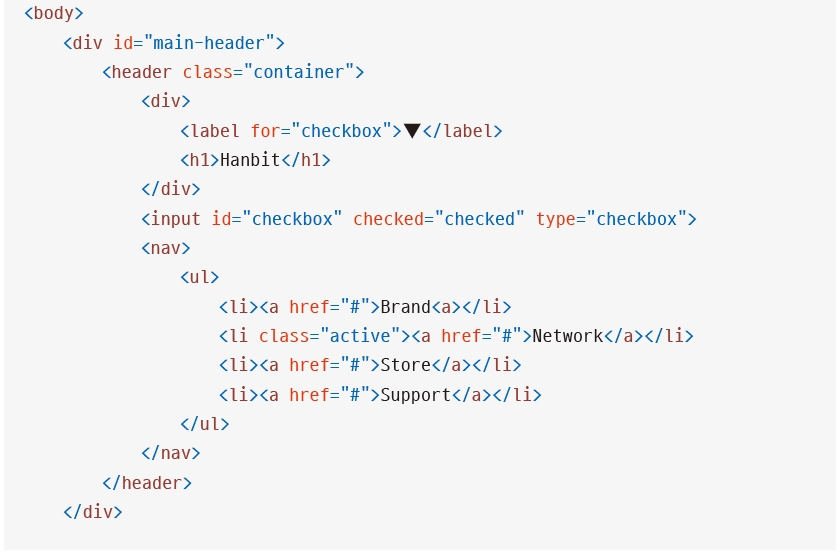 <body>
<div id="main-header">
<header class="container">
<div>
<label for="checkbox">▼</label>
<h1>Hanbit</h1>
</div>
<input id="checkbox" checked="checked" type="checkbox">
<nav>
<ul>
<li><a href="#">Brand<a></li>
<li class="active"><a href="#">Network</a></li>
<li><a href="#">Store</a></li>
<li><a href="#">Support</a></li>
</ul>
</nav>
</header>
</div>